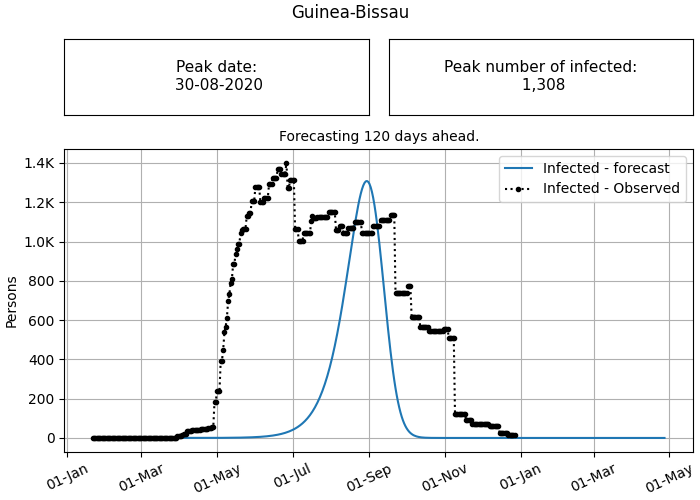 Guinea-Bissau
Peak date:
30-08-2020
Peak number of infected:
1,308
Forecasting 120 days ahead.
Infected - forecast
Infected - Observed
1.4K
1.2K
1.0K
800
600
400
200
0
Persons
01-Jan
01-Mar
01-May
01-Jul
01-Sep
01-Nov
01-Jan
01-Mar
01-May